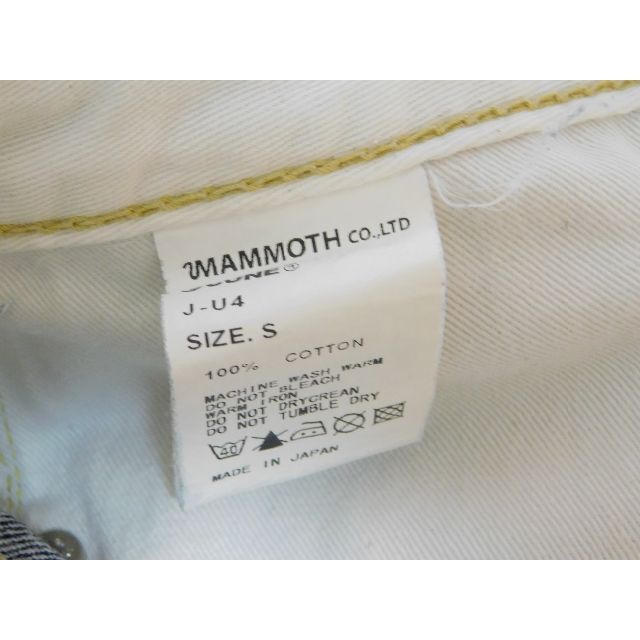 MAMMOTH CO.,LTD
J-U4
SIZE. S
100% COTTON
MACHINE WASH WARM
DO NOT BLEACH
WARM IRON
DO NOT DRYCREAN
DO NOT TUMBLE DRY
40
MADE IN JAPAN